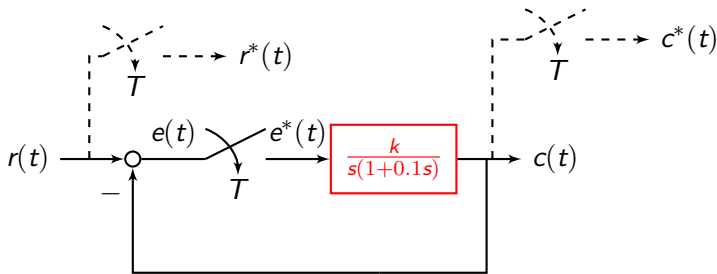 r*(t)
c*(t)
T
T
e(t)
e*(t)
k
s(1+0.1s)
r(t)
c(t)
−
T